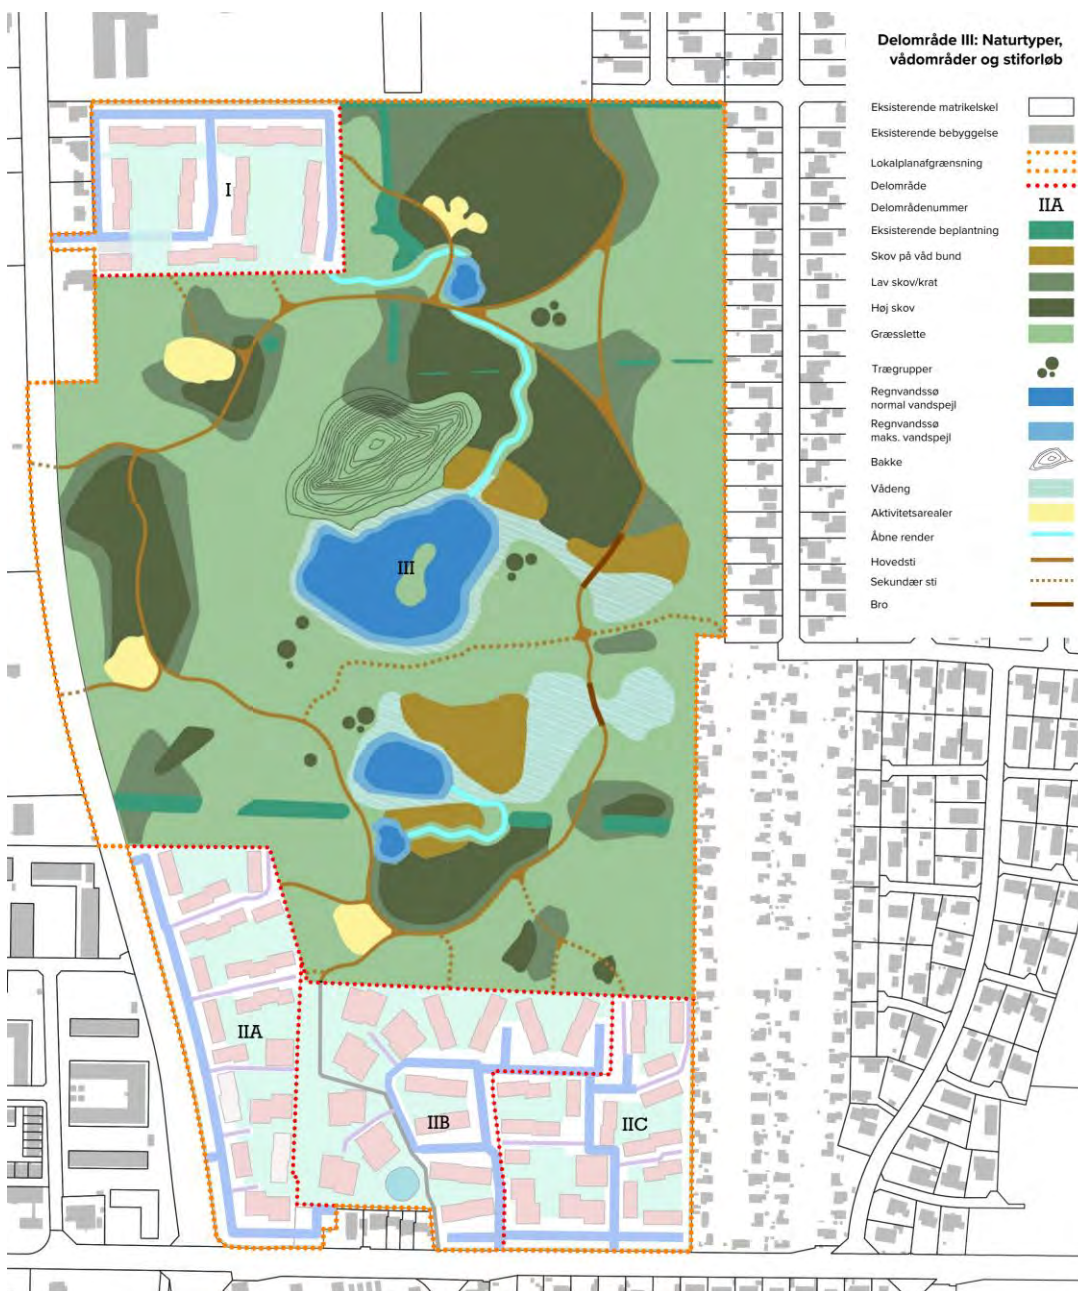 Delområde III: Naturtyper,
vådområder og stiforløb
Eksisterende matrikelskel
Eksisterende bebyggelse
Lokalplanafgrænsning
Delområde
Delområdenummer
IIA
Eksisterende beplantning
Skov på våd bund
Lav skov/krat
Høj skov
Græsslette
Trægrupper
Regnvandssø
normal vandspejl
Regnvandssø
maks. vandspejl
Bakke
Vådeng
Aktivitetsarealer
Åbne render
Hovedsti
Sekundær sti
Bro
I
III
IIA
IIB
IIC